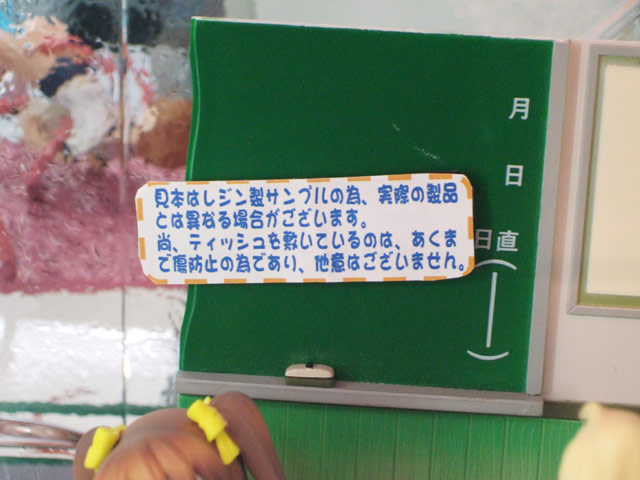 見本はレジン製サンプルの為、実際の製品
とは異なる場合がございます。
尚、ティッシュを敷いているのは、あくま
で傷防止の為であり、他意はございません。
月
日
日直